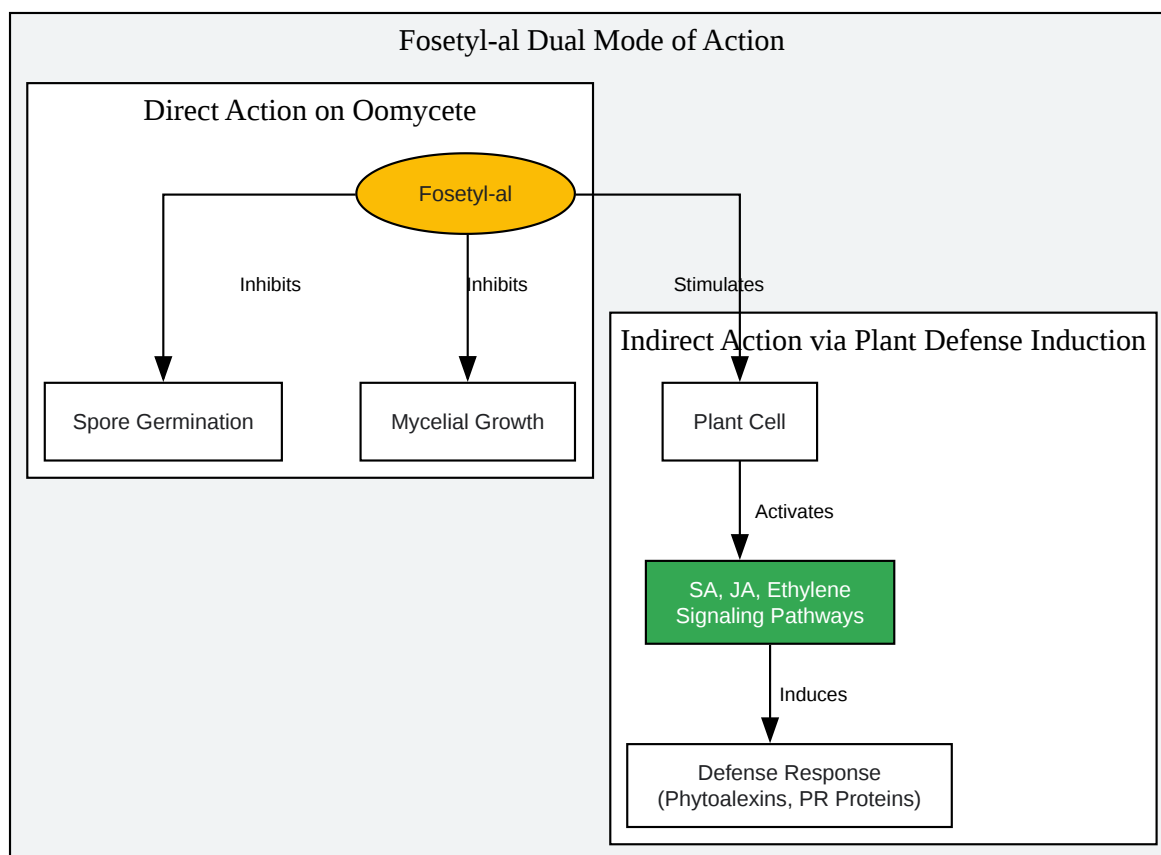 Fosetyl-al Dual Mode of Action
Direct Action on Oomycete
Fosetyl-al
Inhibits
Inhibits
Stimulates
Spore Germination
Mycelial Growth
Indirect Action via Plant Defense Induction
Plant Cell
Activates
SA, JA, Ethylene
Signaling Pathways
Induces
Defense Response
(Phytoalexins, PR Proteins)